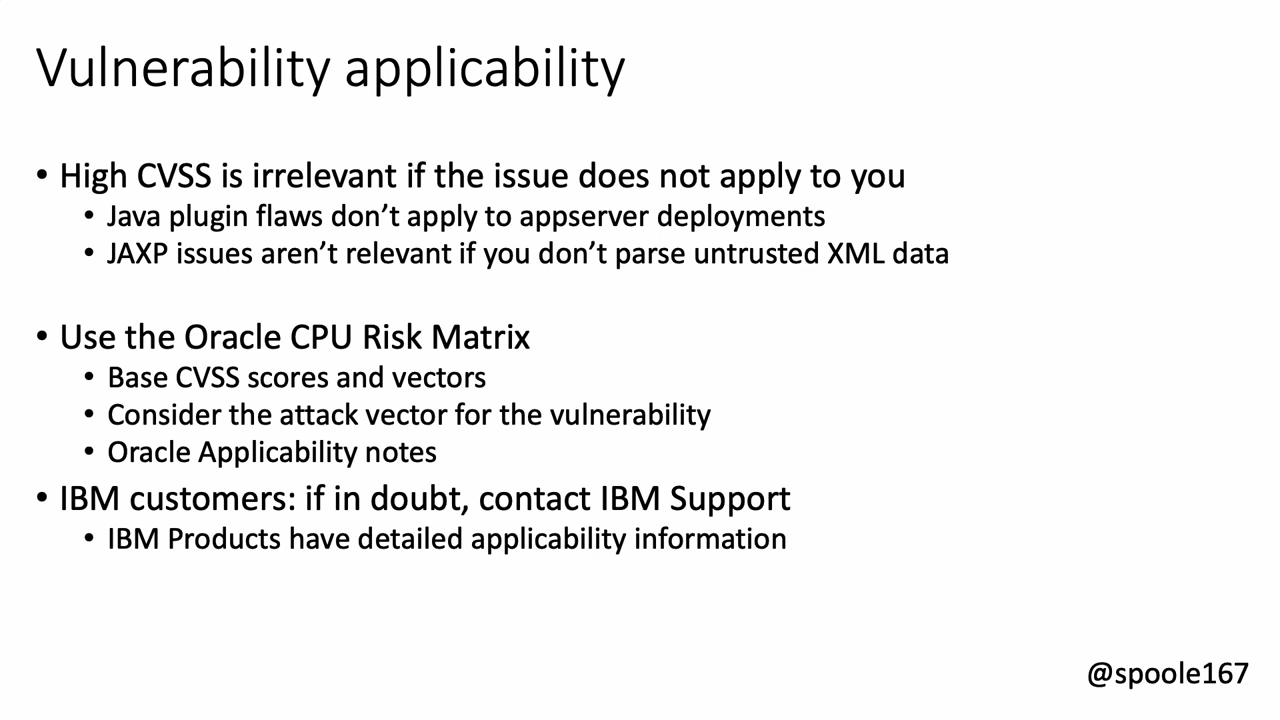 Vulnerability applicability
• High CVSS is irrelevant if the issue does not apply to you
• Java plugin flaws don’t apply to appserver deployments
• JAXP issues aren’t relevant if you don’t parse untrusted XML data
• Use the Oracle CPU Risk Matrix
• Base CVSS scores and vectors
• Consider the attack vector for the vulnerability
• Oracle Applicability notes
• IBM customers: if in doubt, contact IBM Support
• IBM Products have detailed applicability information
@spoole167